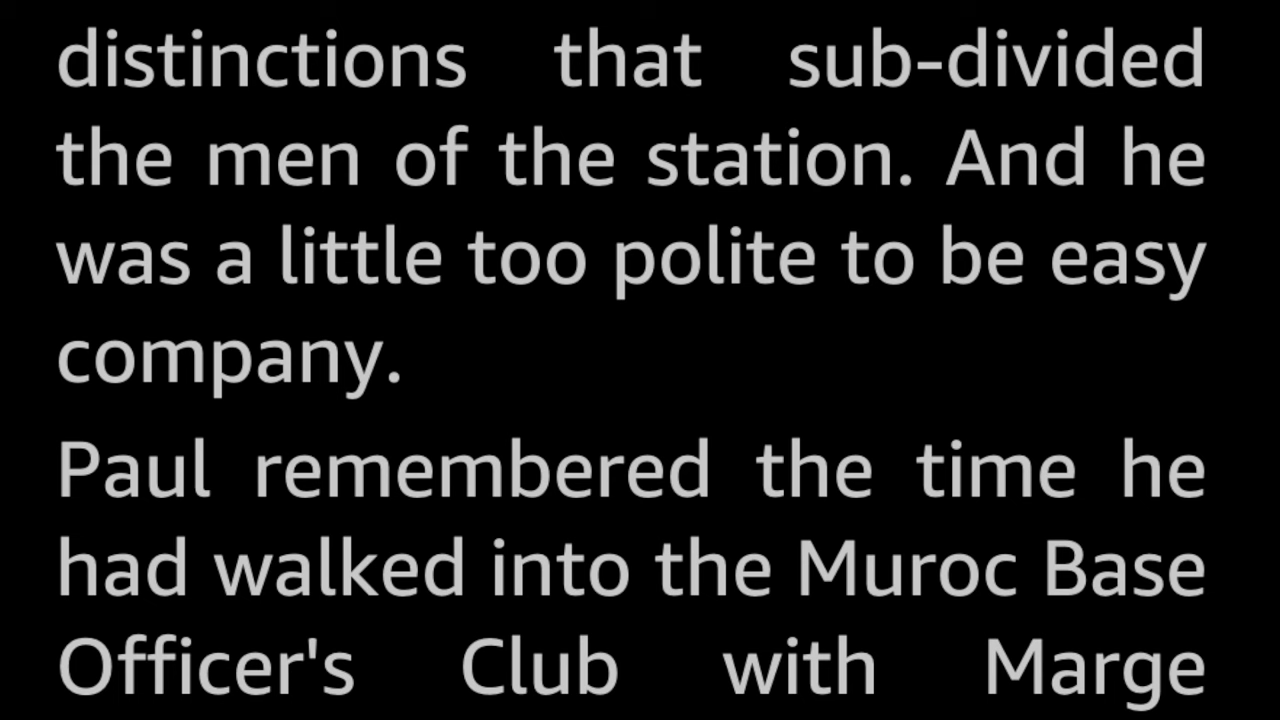 distinctions that sub-divided
the men of the station. And he
was a little too polite to be easy
company.
Paul remembered the time he
had walked into the Muroc Base
Officer's Club with Marge